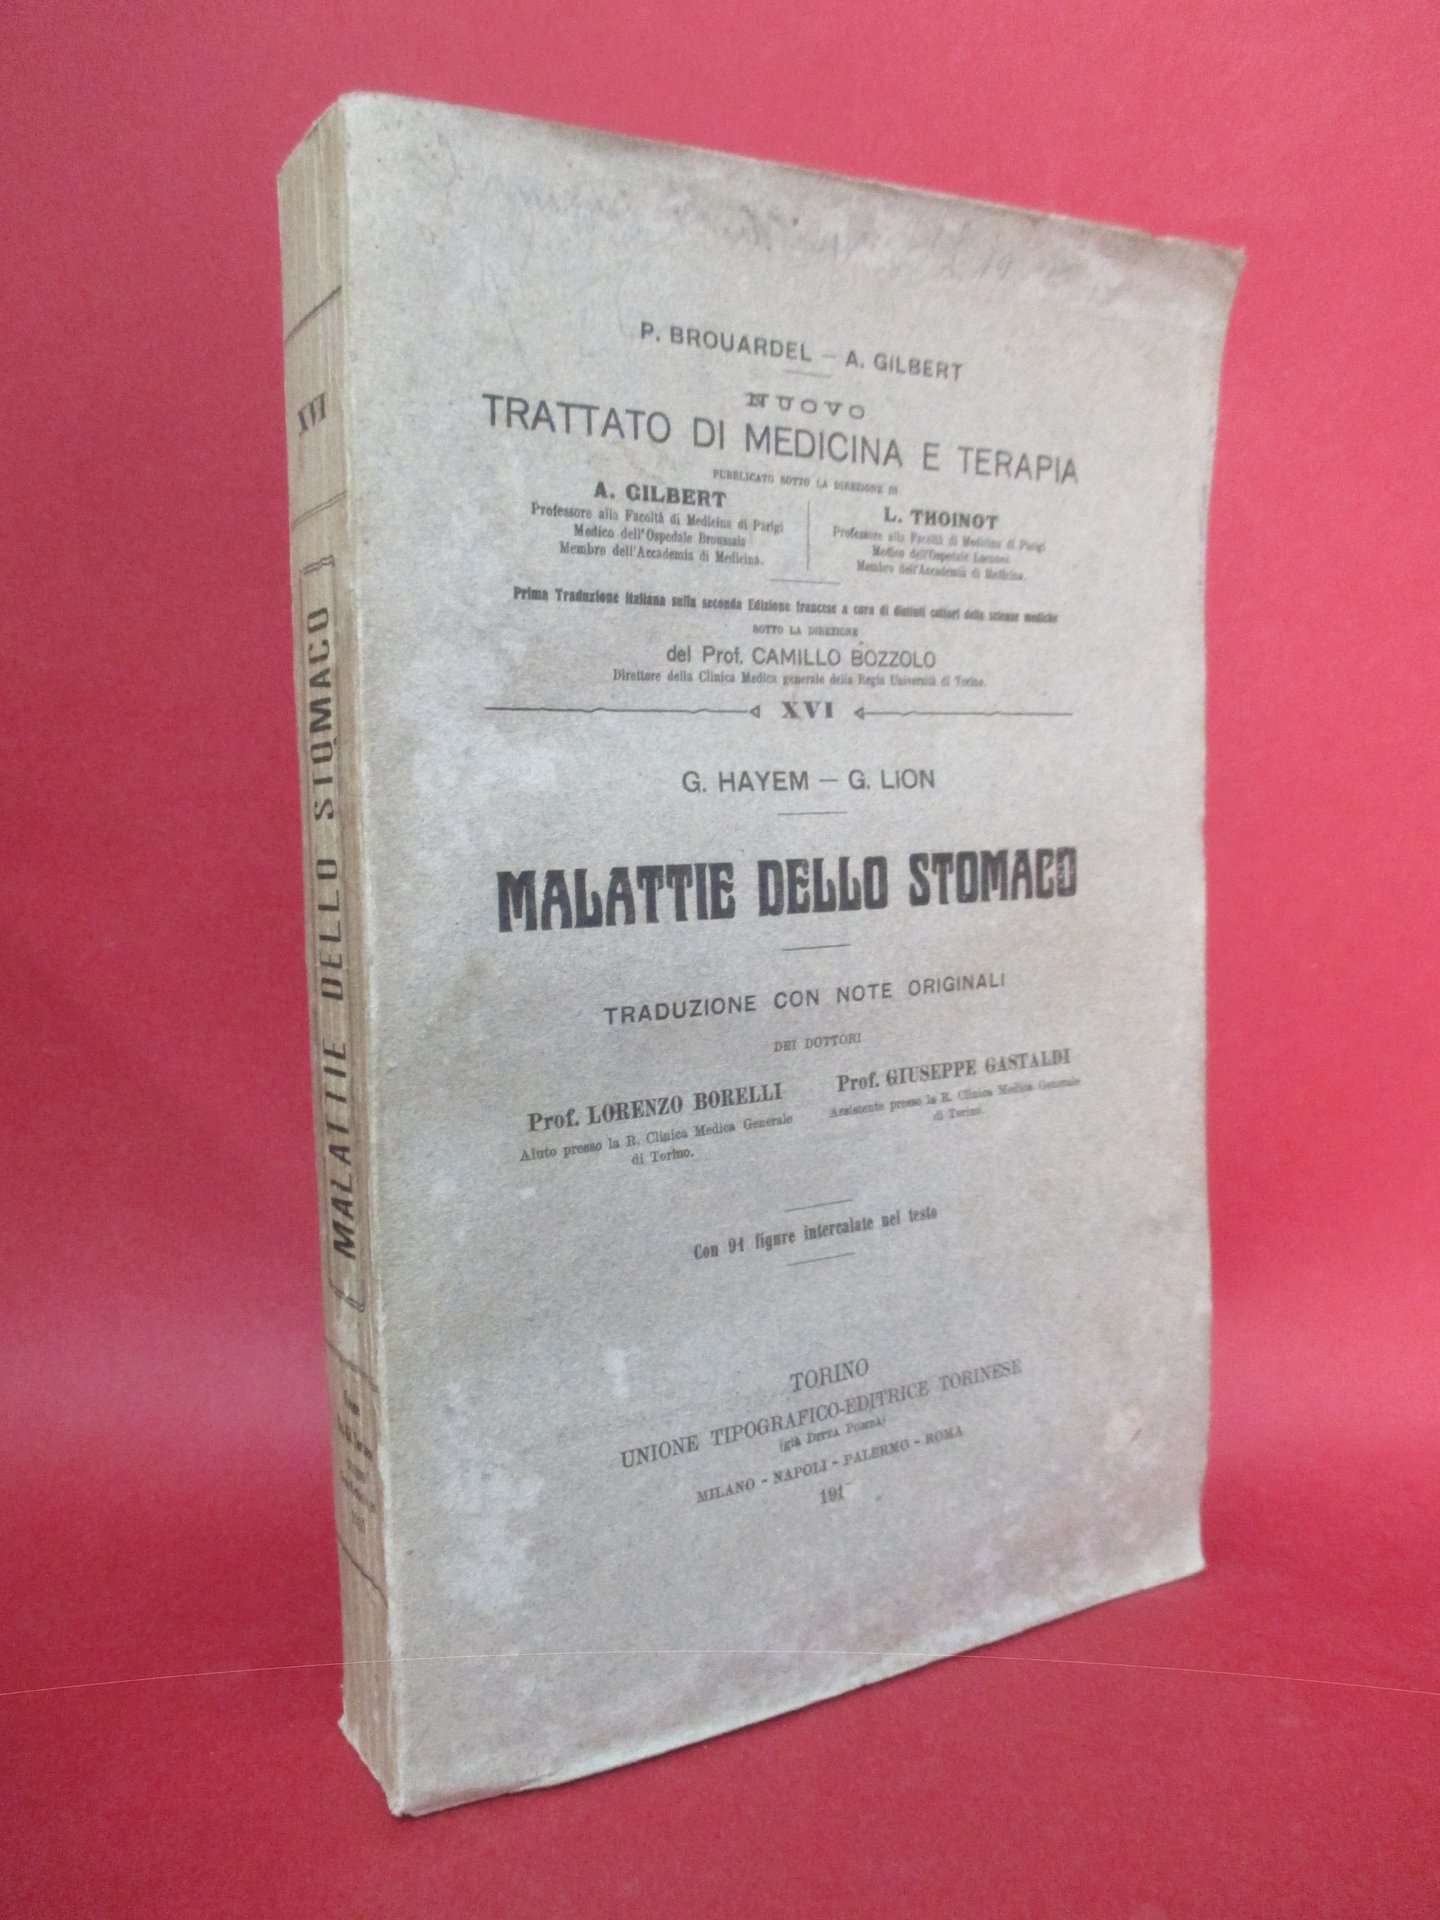 P. BROUARDEL — A. GILBERT
NUOVO
TRATTATO DI MEDICINA E TERAPIA
PUBBLICATO SOTTO LA DIREZIONE DI
A. GILBERT
Professore alla Facoltà di Medicina di Parigi
Medico dell'Ospedale Broussais
Membro dell'Accademia di Medicina.
L. THOINOT
Professore alla Facoltà di Medicina di Parigi
Medico dell'Ospedale Laennec
Membro dell'Accademia di Medicina.
Prima Traduzione italiana sulla seconda Edizione francese a cura di distinti cultori delle scienze mediche
SOTTO LA DIREZIONE
del Prof. CAMILLO BOZZOLO
Direttore della Clinica Medica generale della Regia Università di Torino.
XVI
G. HAYEM — G. LION
MALATTIE DELLO STOMACO
TRADUZIONE CON NOTE ORIGINALI
DEI DOTTORI
Prof. LORENZO BORELLI
Aiuto presso la R. Clinica Medica Generale
di Torino.
Prof. GIUSEPPE GASTALDI
Assistente presso la R. Clinica Medica Generale
di Torino.
Con 91 figure intercalate nel testo
TORINO
UNIONE TIPOGRAFICO-EDITRICE TORINESE
(già DITTA POMBA)
MILANO - NAPOLI - PALERMO - ROMA
191
XVI
MALATTIE DELLO STOMACO